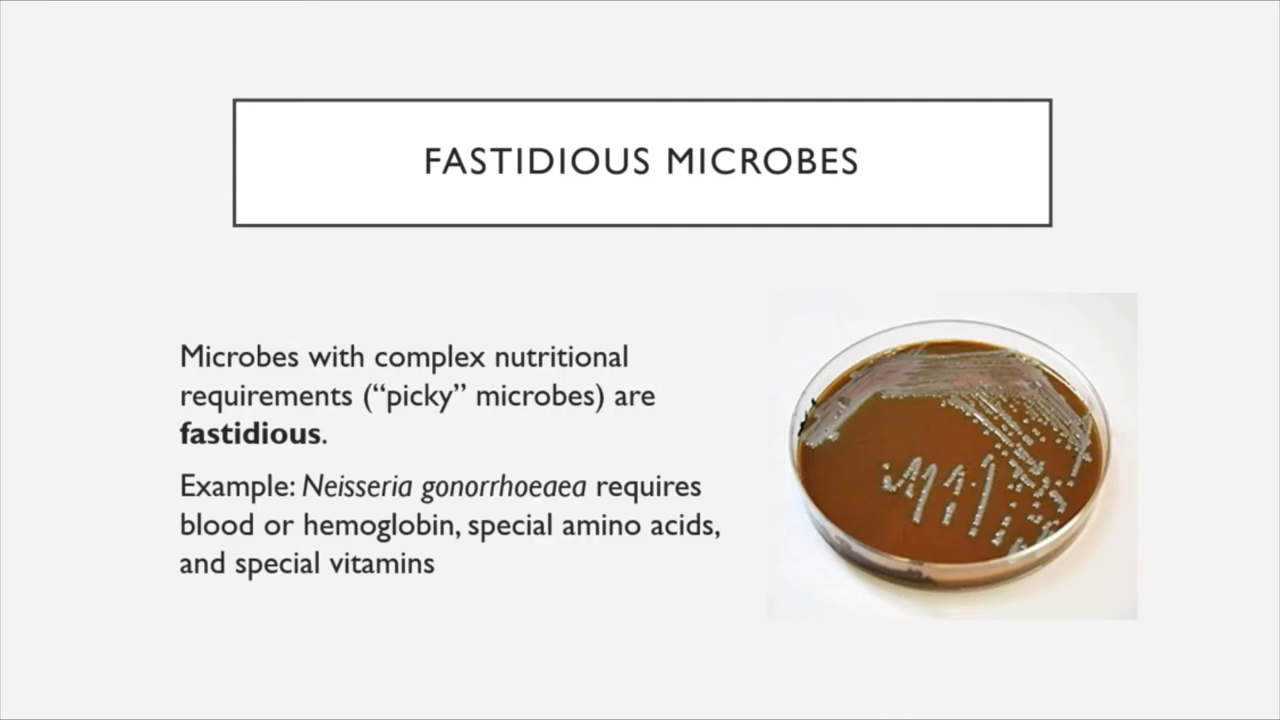 FASTIDIOUS MICROBES
Microbes with complex nutritional
requirements (“picky” microbes) are
fastidious.
Example: Neisseria gonorrhoeaea requires
blood or hemoglobin, special amino acids,
and special vitamins